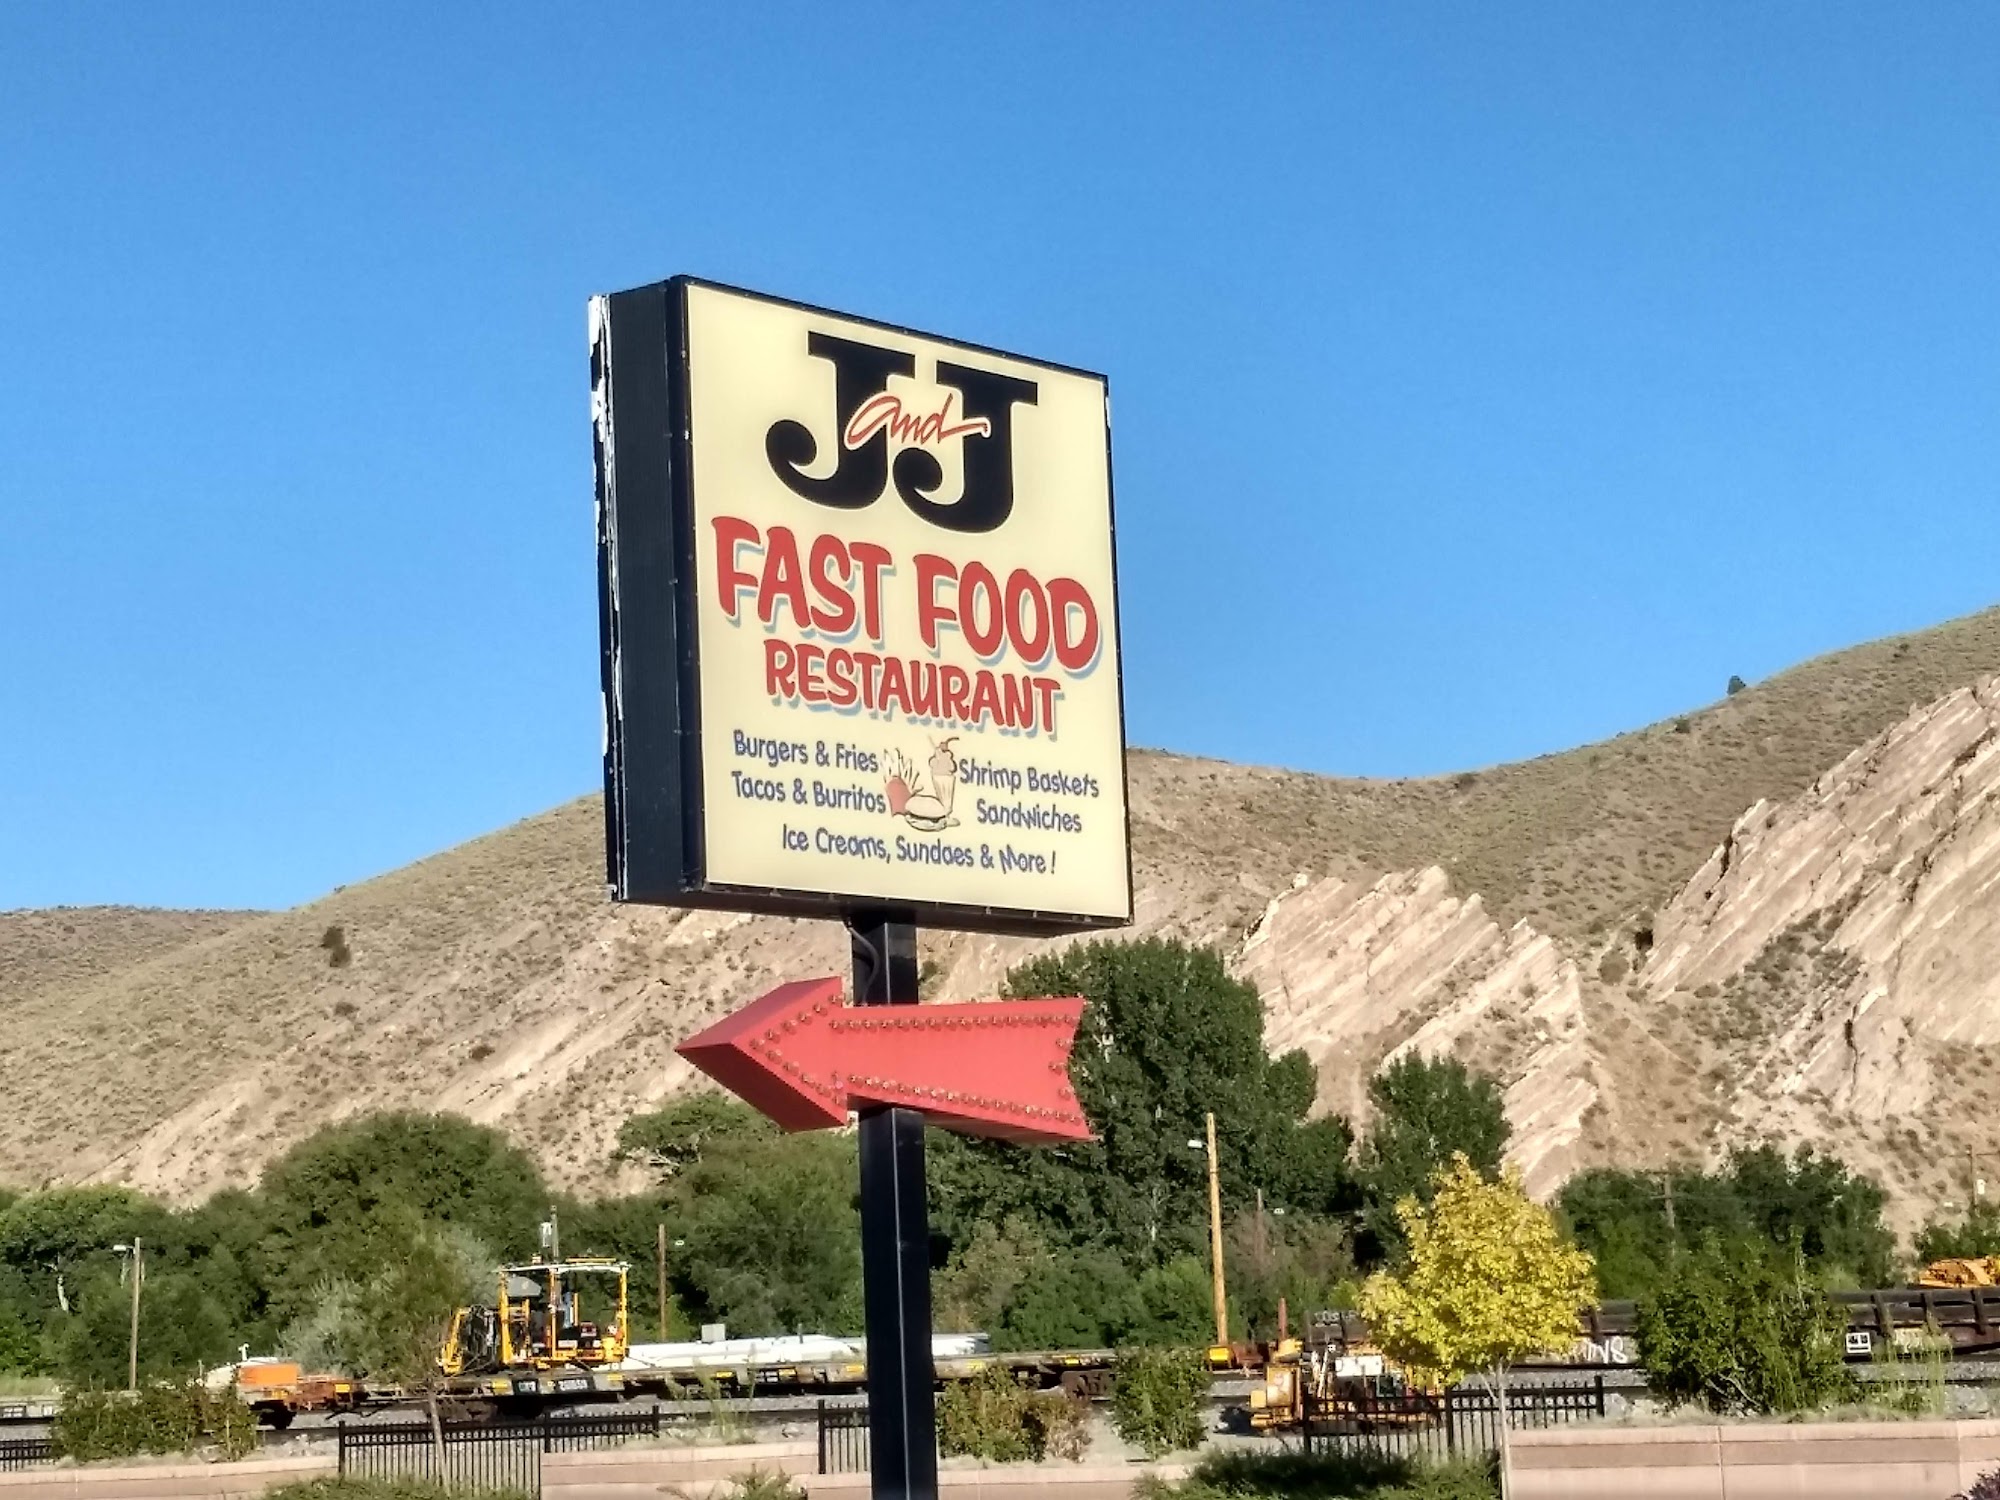 J and J
FAST FOOD
RESTAURANT
Burgers & Fries
Tacos & Burritos
Shrimp Baskets
Sandwiches
Ice Creams, Sundaes & More!